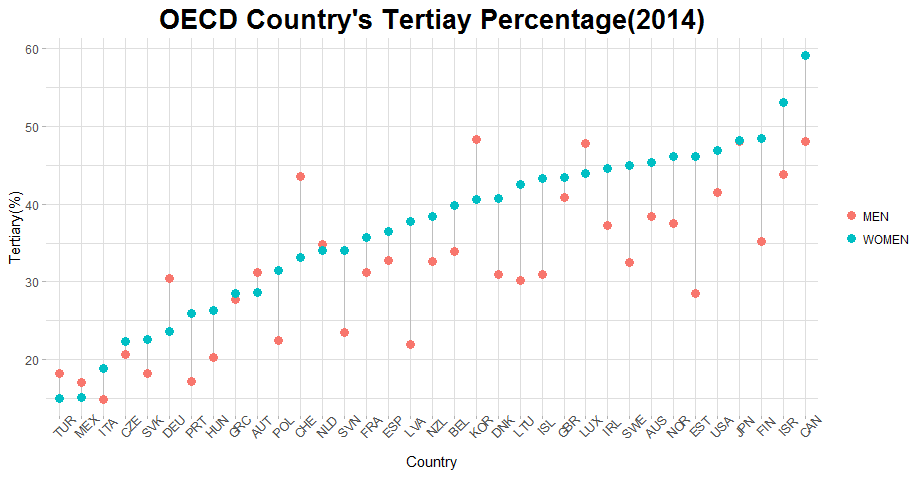 OECD Country's Tertiay Percentage(2014)
60
50
40
30
20
Tertiary(%)
MEN
WOMEN
TUR MEX ITA CZE SVK DEU PRT HUN GRC AUT POL CHE NLD SVN FRA ESP LVA NZL BEL KOR DNK LTU ISL GBR LUX IRL SWE AUS NOR EST USA JPN FIN ISR CAN
Country